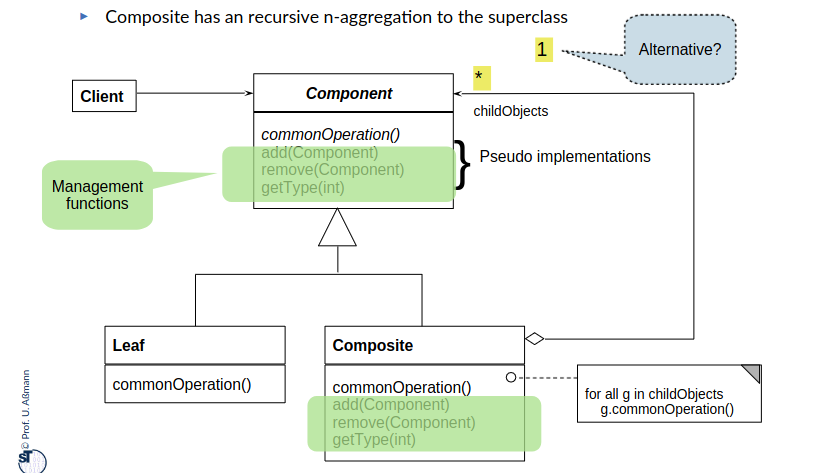 ► Composite has an recursive n-aggregation to the superclass
1
Alternative?
*
Client
Component
childObjects
commonOperation()
add(Component)
remove(Component)
getType(int)
} Pseudo implementations
Management
functions
Leaf
commonOperation()
Composite
commonOperation()
add(Component)
remove(Component)
getType(int)
for all g in childObjects
g.commonOperation()
© Prof. U. Aßmann
ST